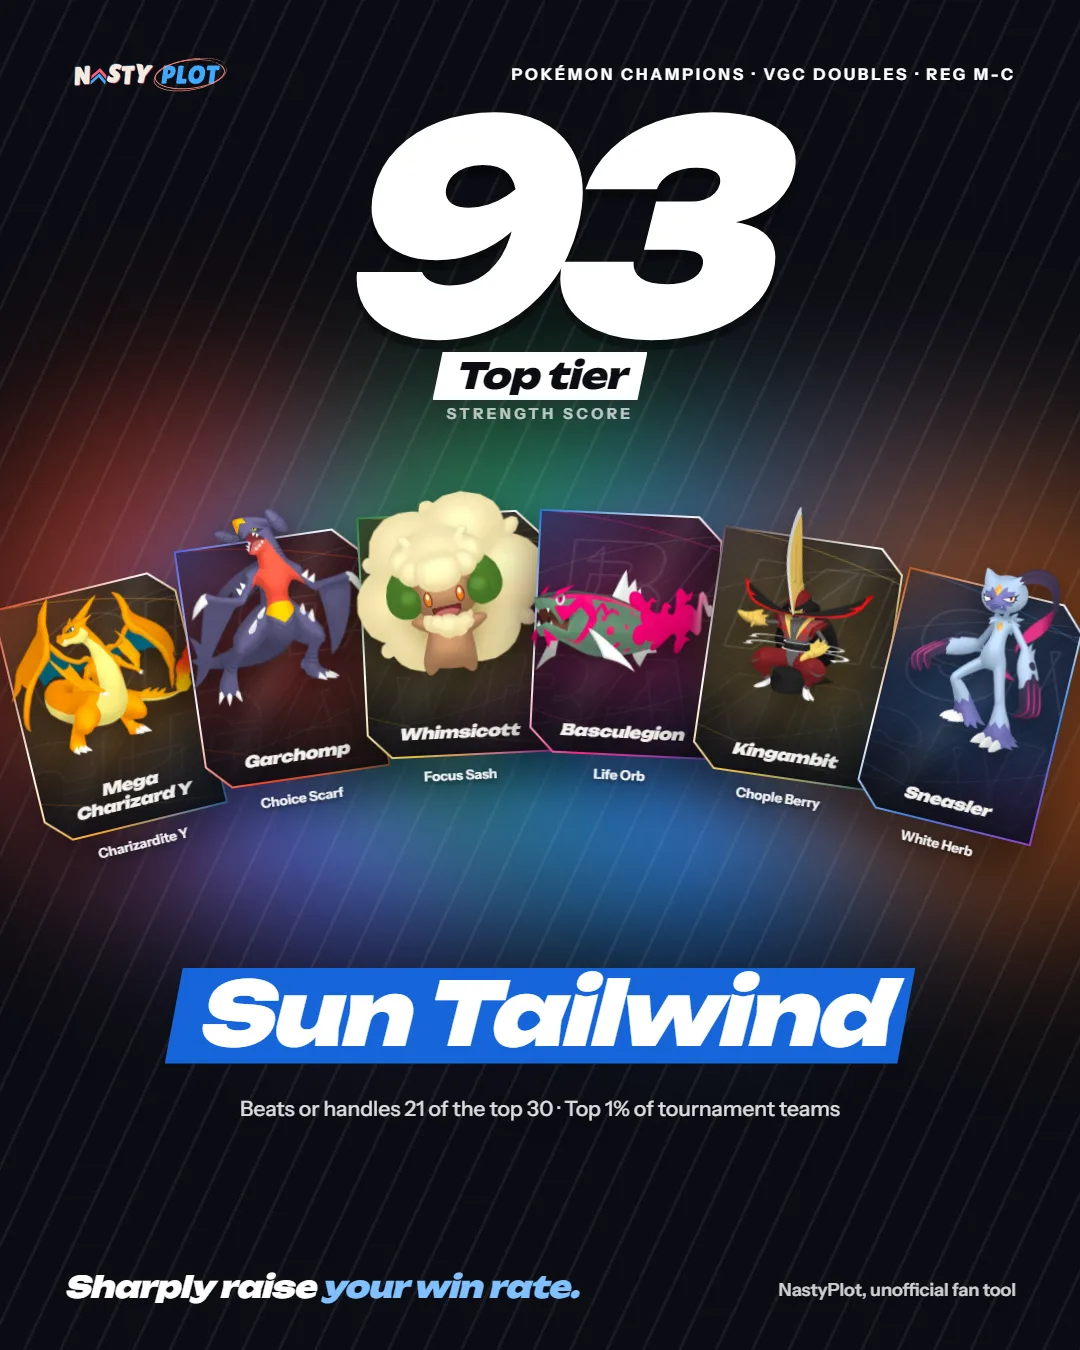 NASTY PLOT
POKÉMON CHAMPIONS · VGC DOUBLES · REG M-C
93
Top tier
STRENGTH SCORE
Mega
Charizard Y
Charizardite Y
Garchomp
Choice Scarf
Whimsicott
Focus Sash
Basculegion
Life Orb
Kingambit
Chople Berry
Sneasler
White Herb
Sun Tailwind
Beats or handles 21 of the top 30 · Top 1% of tournament teams
Sharply raise your win rate.
NastyPlot, unofficial fan tool